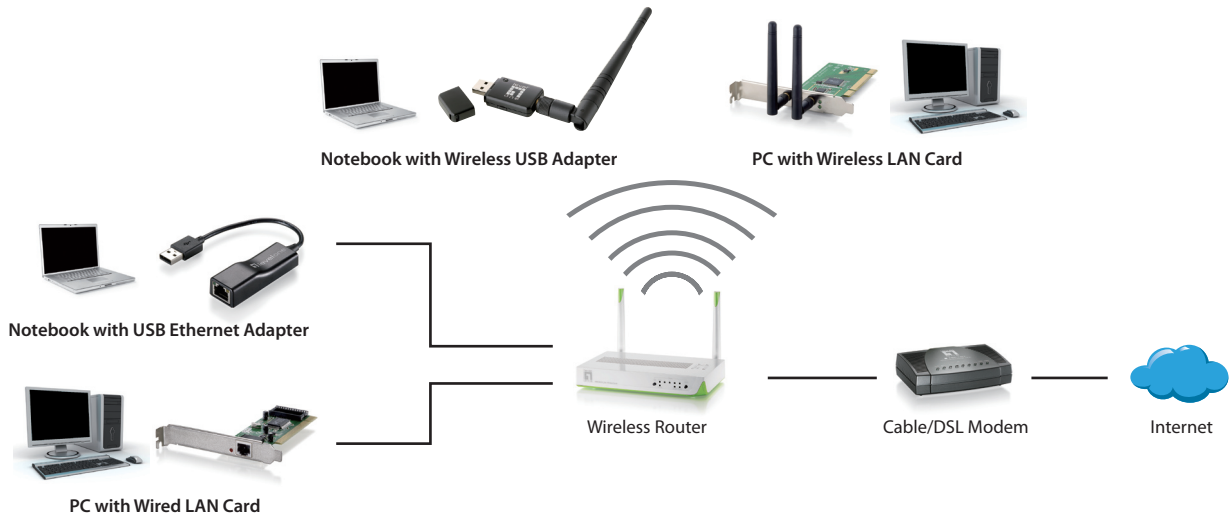 Notebook with Wireless USB Adapter
PC with Wireless LAN Card
Notebook with USB Ethernet Adapter
Wireless Router
Cable/DSL Modem
Internet
PC with Wired LAN Card